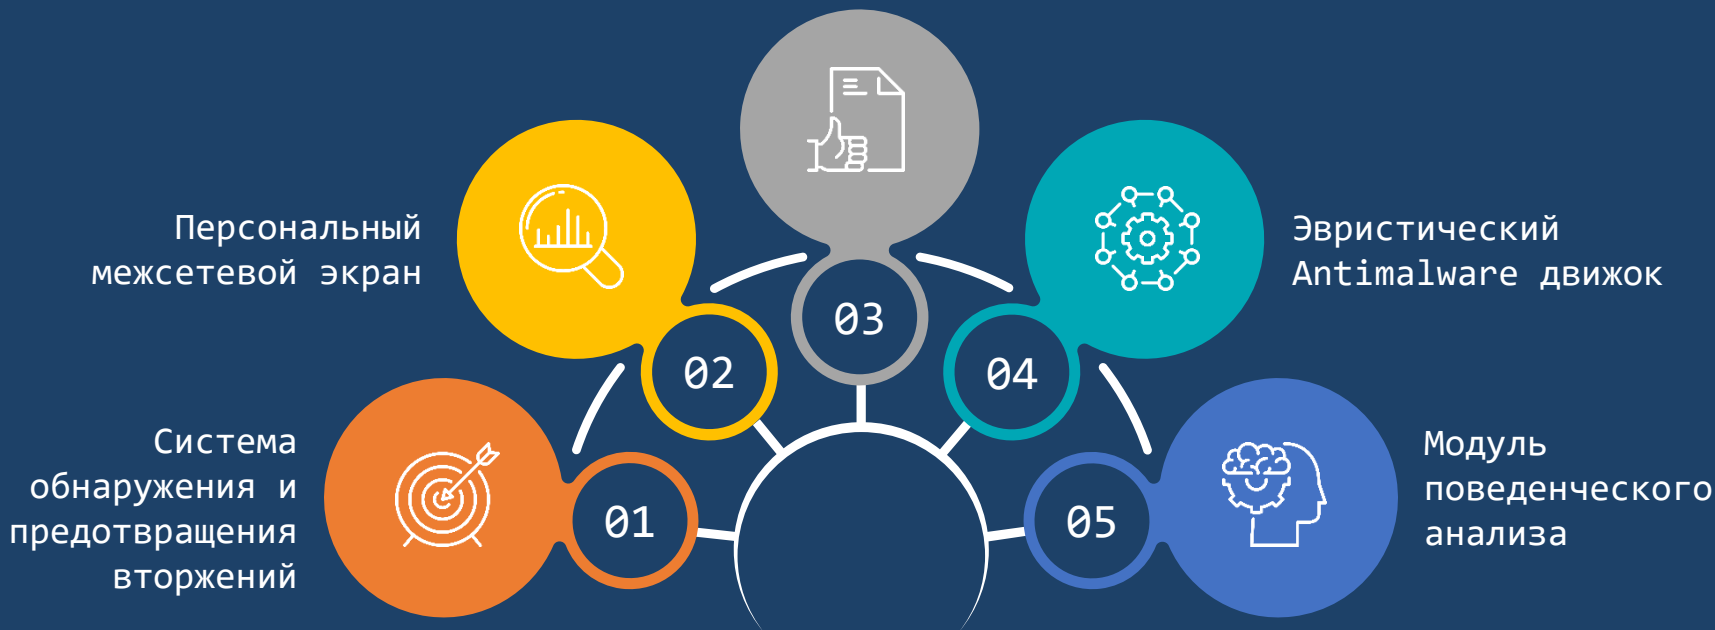 Система
обнаружения и
предотвращения
вторжений
01
Персональный
межсетевой экран
02
03
04
Эвристический
Antimalware движок
05
Модуль
поведенческого
анализа